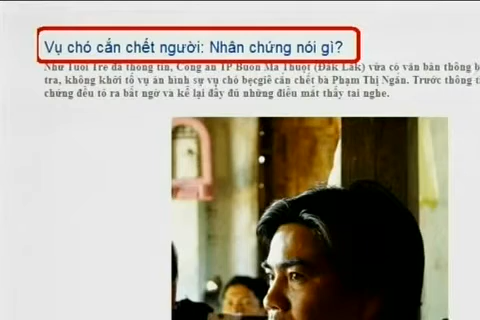 Vụ chó cắn chết người: Nhân chứng nói gì?
Như Tuổi Trẻ đã thông tin, Công an TP Buôn Ma Thuột (Đắk Lắk) vừa có văn bản thông b
tra, không khởi tố vụ án hình sự vụ chó bẹcgiê cắn chết bà Phạm Thị Ngắn. Trước thông t
chứng đều tỏ ra bất ngờ và kể lại đầy đủ những điều mắt thấy tai nghe.